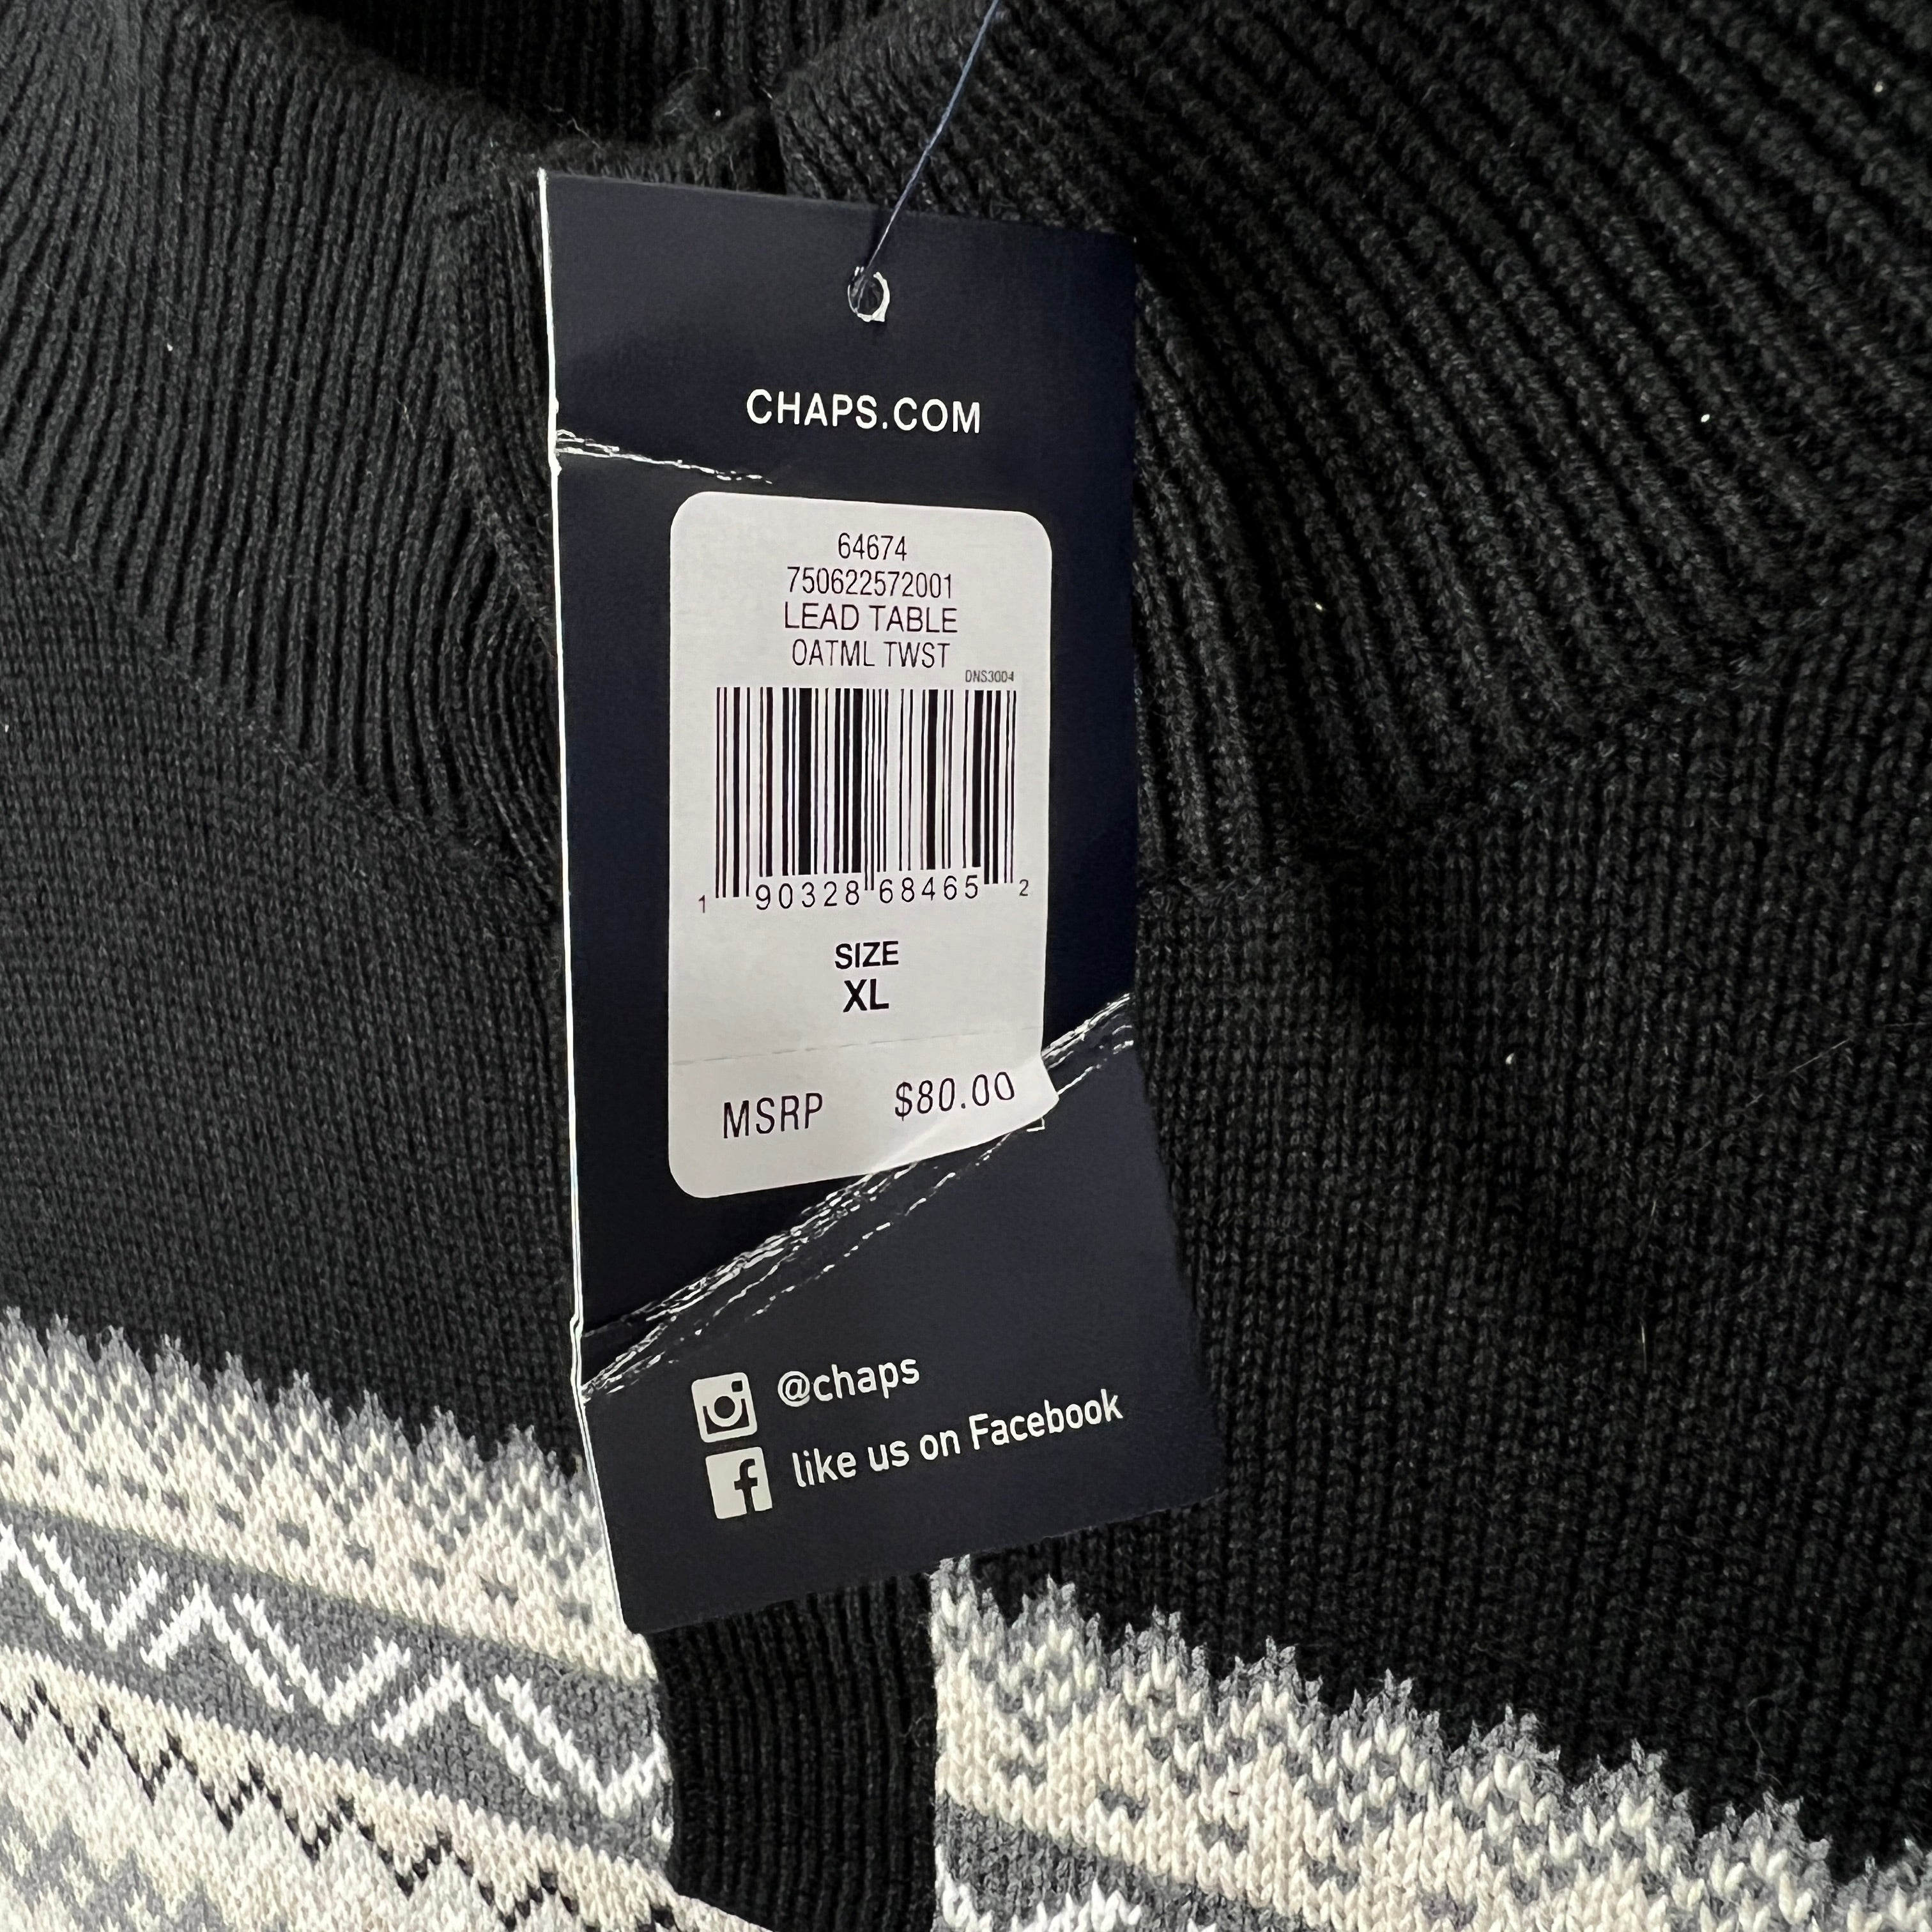 CHAPS.COM
64674
750622572001
LEAD TABLE
OATML TWST
DNS3004
1 90328 68465 2
SIZE
XL
MSRP $80.00
@chaps
like us on Facebook